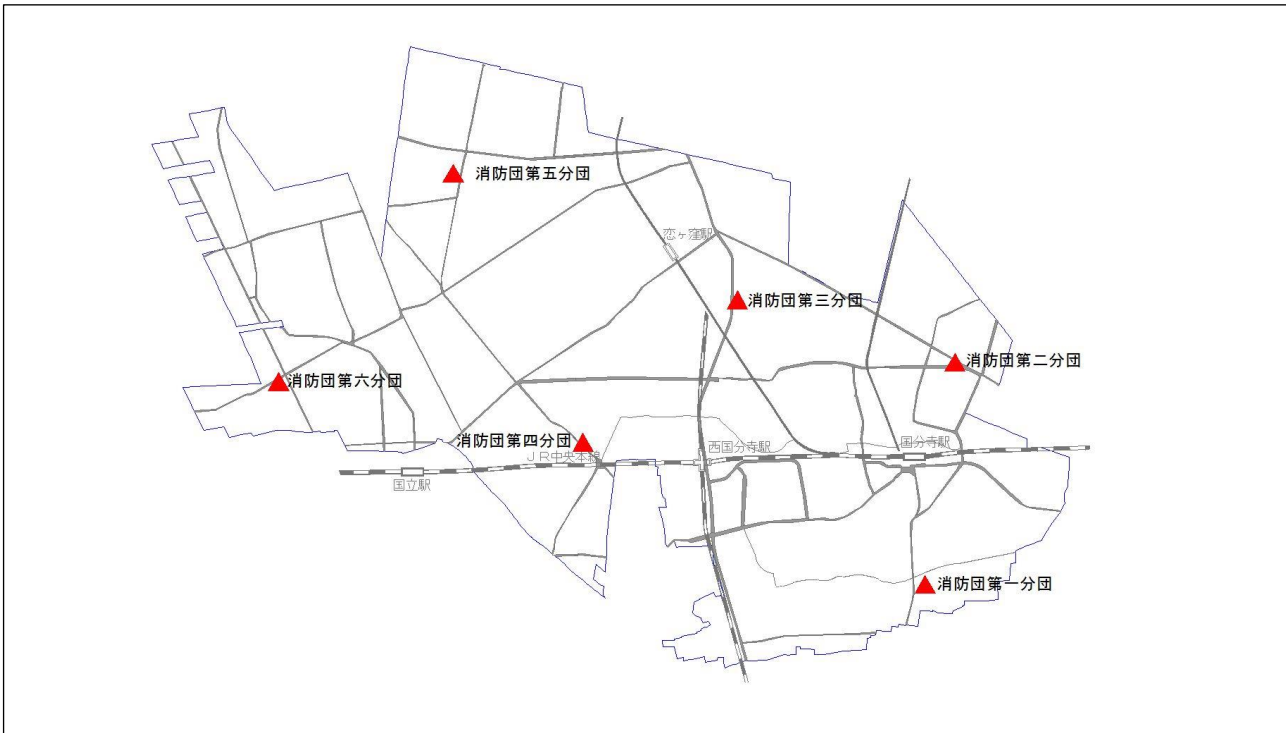 消防団第五分団
恋ヶ窪駅
消防団第三分団
消防団第二分団
消防団第六分団
消防団第四分団
西国分寺駅
国分寺駅
JR中央本線
国立駅
消防団第一分団